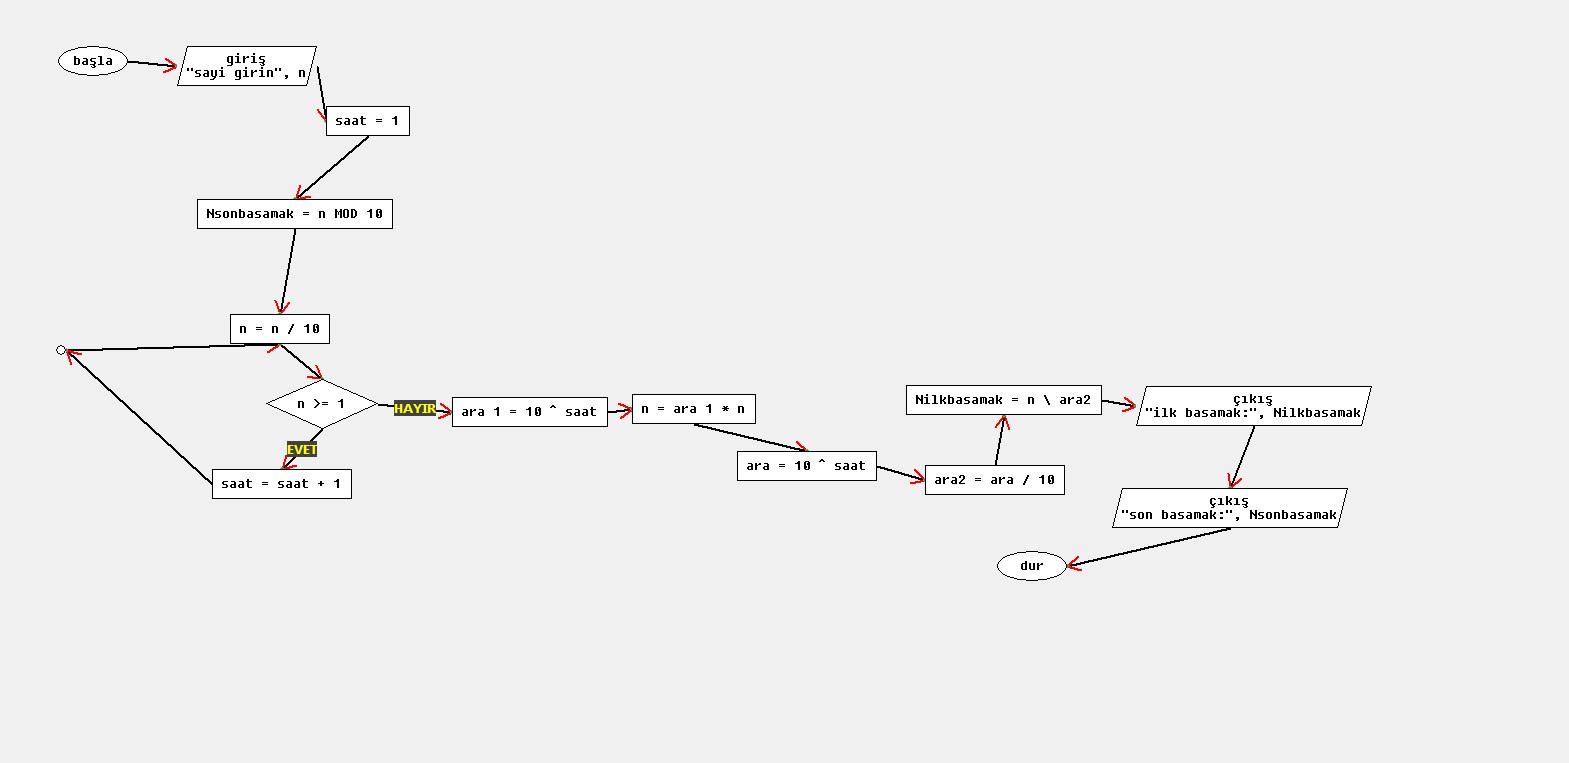 başla
giriş
"sayi girin", n
saat = 1
Nsonbasamak = n MOD 10
n = n / 10
n >= 1
HAYIR
EVET
saat = saat + 1
ara 1 = 10 ^ saat
n = ara 1 * n
ara = 10 ^ saat
ara2 = ara / 10
Nilkbasamak = n \ ara2
çıkış
"ilk basamak:", Nilkbasamak
çıkış
"son basamak:", Nsonbasamak
dur